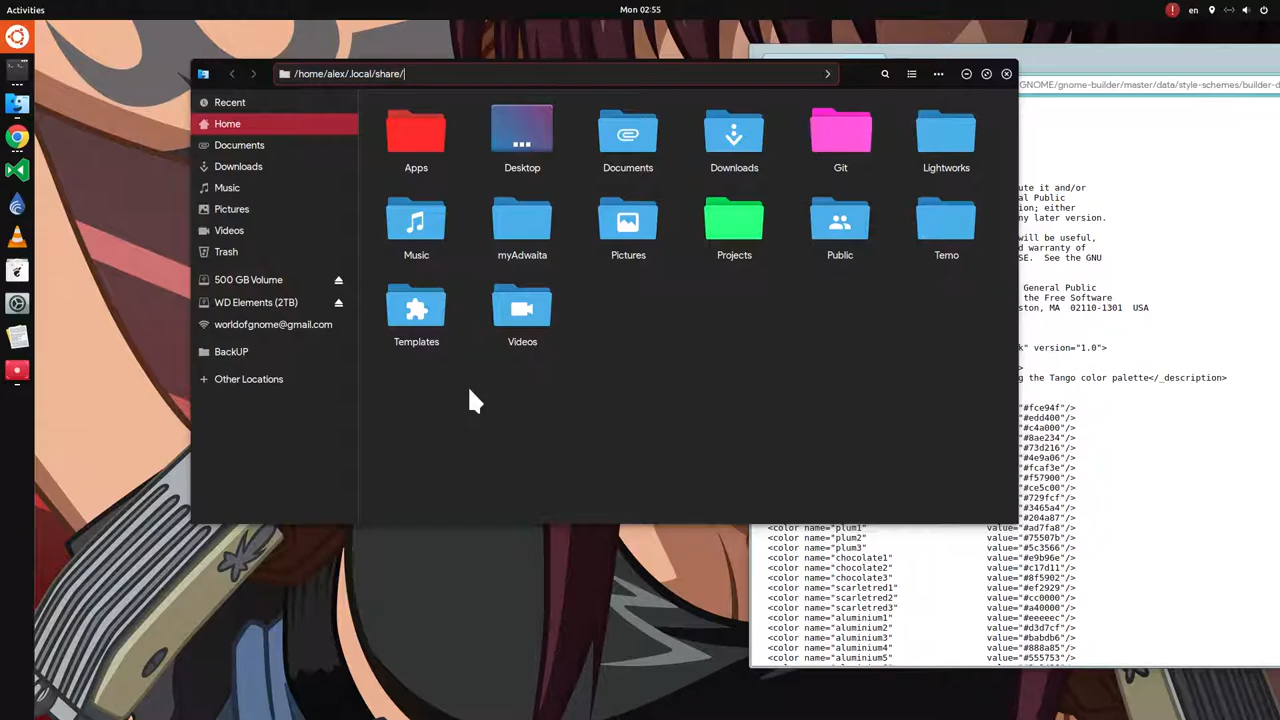 Activities
Mon 02:55
en
/home/alex/.local/share/
Recent
Home
Documents
Downloads
Music
Pictures
Videos
Trash
500 GB Volume
WD Elements (2TB)
worldofgnome@gmail.com
BackUP
Other Locations
Apps
Desktop
Documents
Downloads
Git
Lightworks
Music
myAdwaita
Pictures
Projects
Public
Temo
Templates
Videos
GNOME/gnome-builder/master/data/style-schemes/builder-d
ute it and/or
al Public
ion; either
ny later version.
will be useful,
d warranty of
SE. See the GNU
General Public
the Free Software
ston, MA 02110-1301 USA
k" version="1.0">
>
g the Tango color palette</_description>
"#fce94f"/>
"#edd400"/>
"#c4a000"/>
"#8ae234"/>
"#73d216"/>
"#4e9a06"/>
"#fcaf3e"/>
"#f57900"/>
"#ce5c00"/>
"#729fcf"/>
"#3465a4"/>
"#204a87"/>
<color name="plum1" value="#ad7fa8"/>
<color name="plum2" value="#75507b"/>
<color name="plum3" value="#5c3566"/>
<color name="chocolate1" value="#e9b96e"/>
<color name="chocolate2" value="#c17d11"/>
<color name="chocolate3" value="#8f5902"/>
<color name="scarletred1" value="#ef2929"/>
<color name="scarletred2" value="#cc0000"/>
<color name="scarletred3" value="#a40000"/>
<color name="aluminium1" value="#eeeeec"/>
<color name="aluminium2" value="#d3d7cf"/>
<color name="aluminium3" value="#babdb6"/>
<color name="aluminium4" value="#888a85"/>
<color name="aluminium5" value="#555753"/>